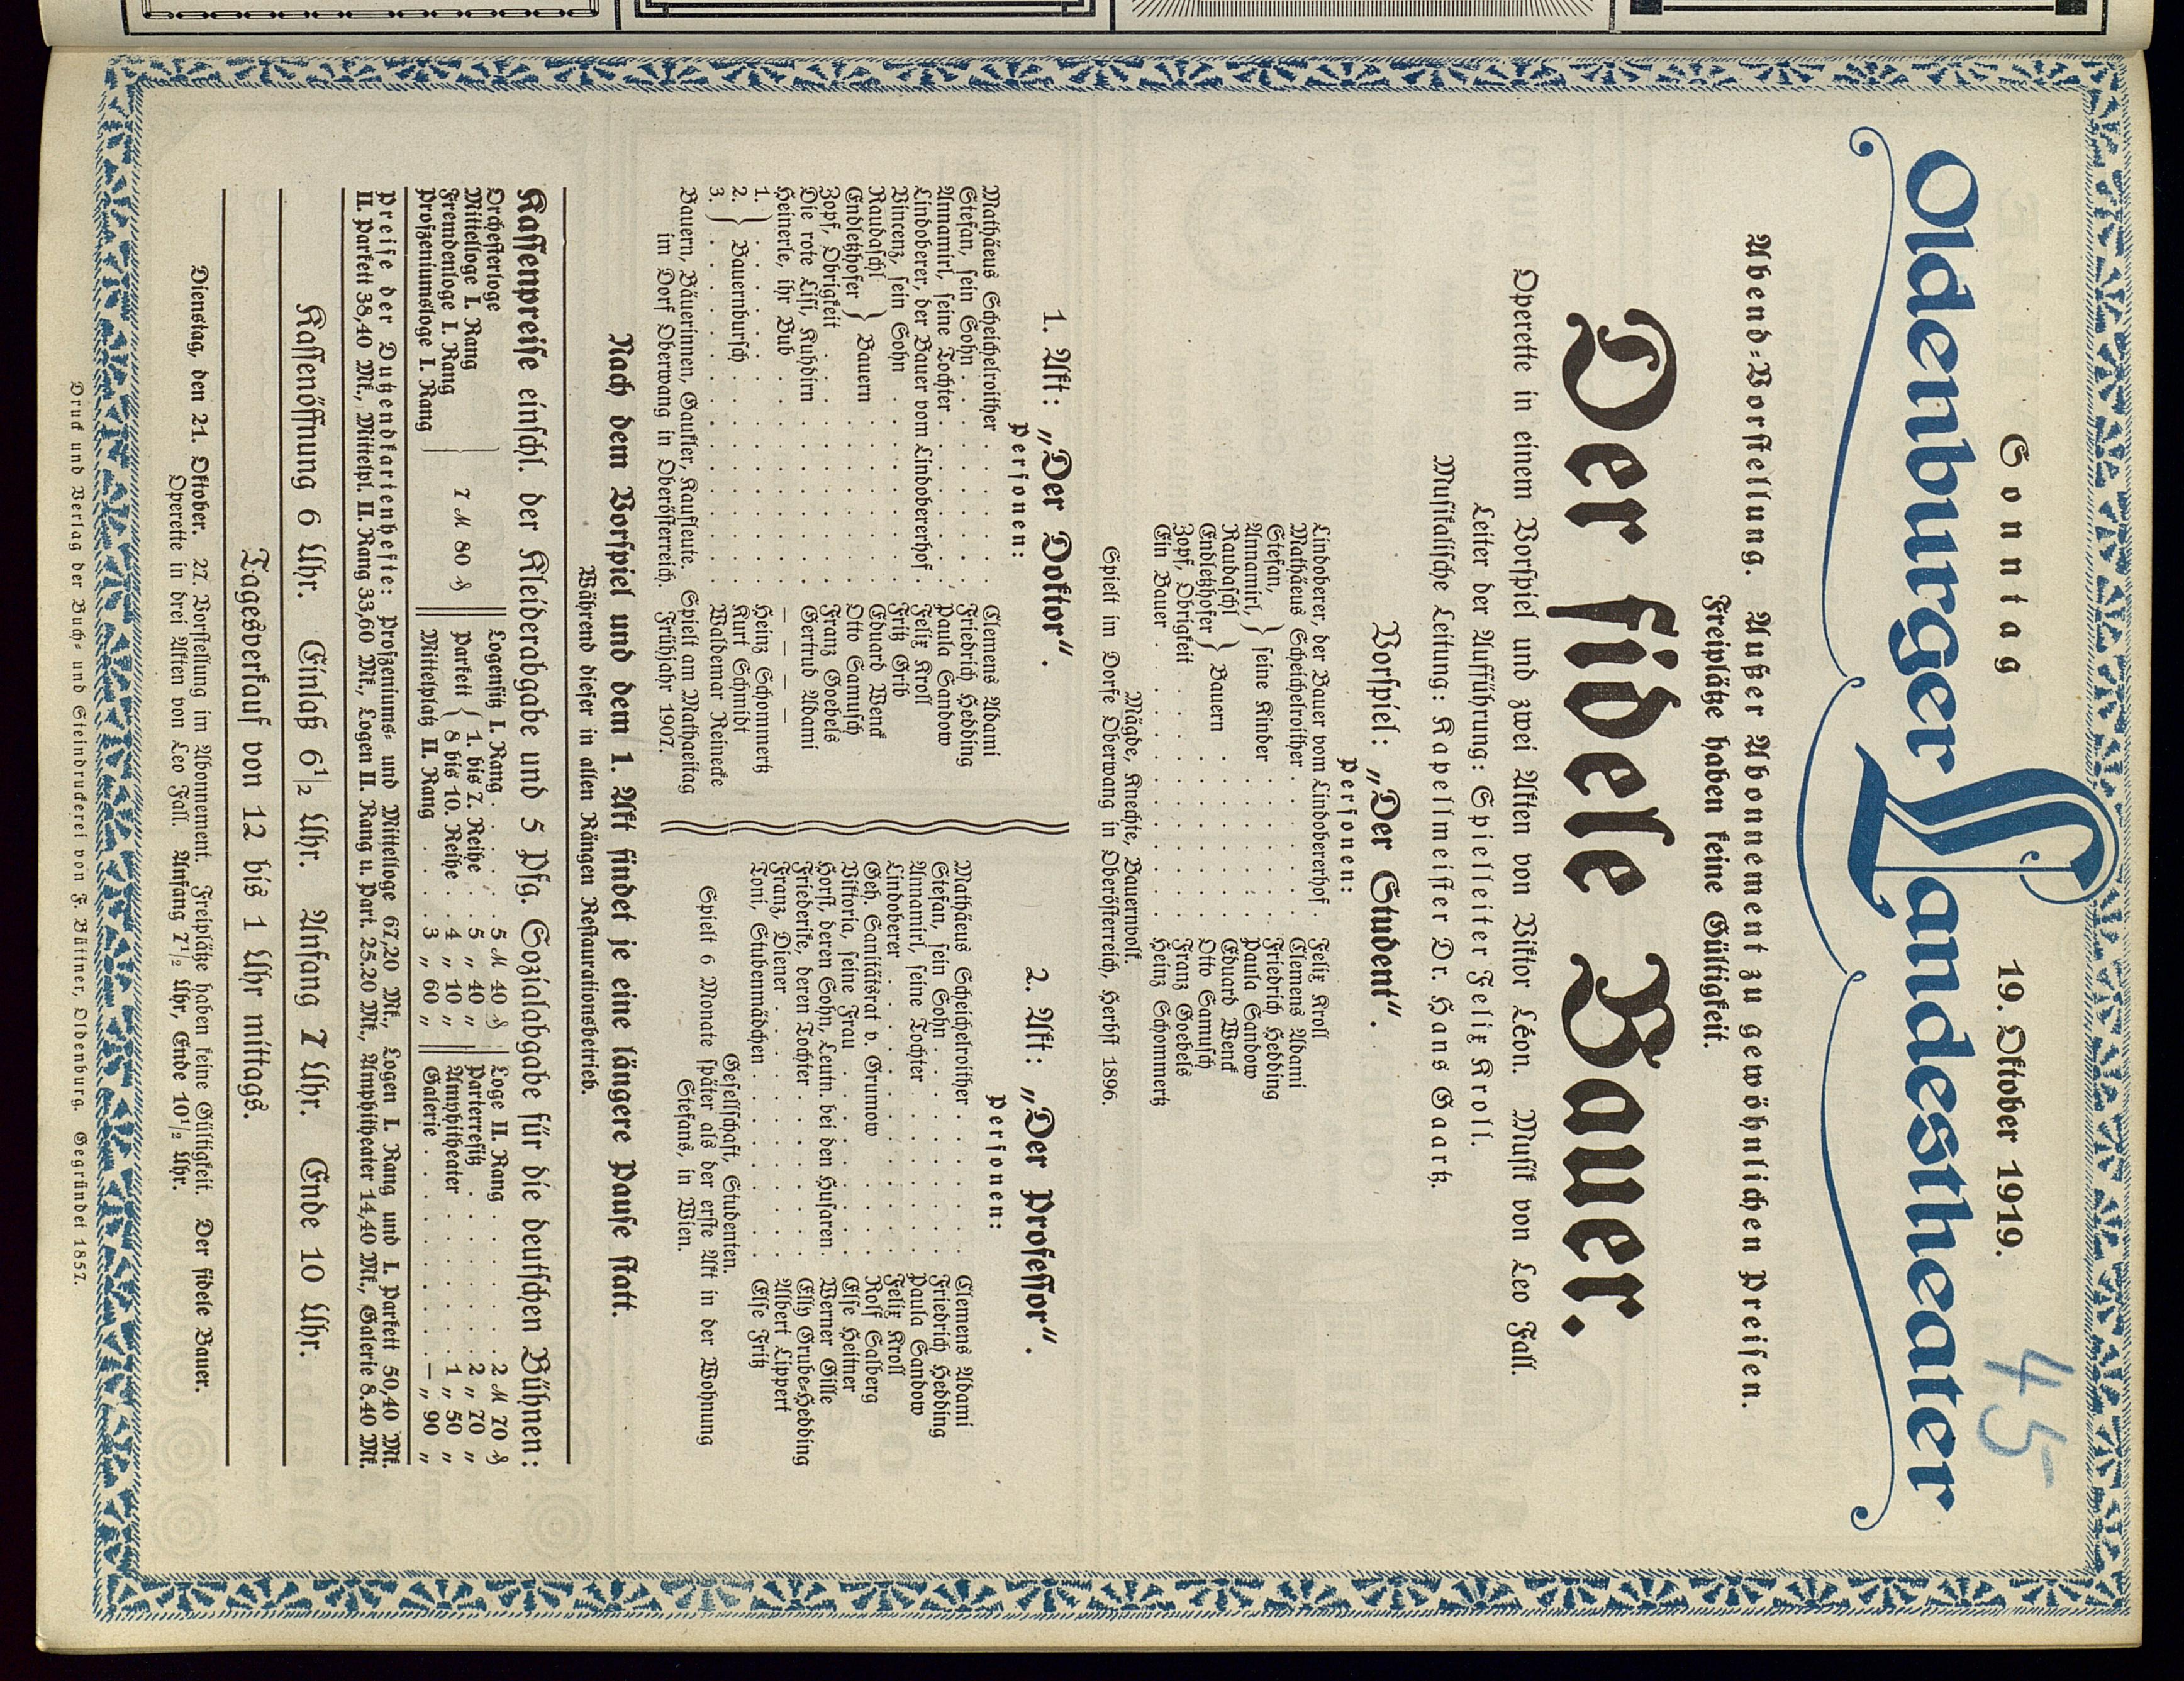 Sonntag 19. Oktober 1919.
45
Oldenburger Landestheater
Abend-Vorstellung. Außer Abonnement zu gewöhnlichen Preisen.
Freiplätze haben keine Gültigkeit.
Der fidele Bauer.
Operette in einem Vorspiel und zwei Akten von Viktor Léon. Musik von Leo Fall.
Leiter der Aufführung: Spielleiter Felix Kroll.
Musikalische Leitung: Kapellmeister Dr. Hans Gaartz.
Vorspiel: „Der Student“.
Personen:
Lindoberer, der Bauer vom Lindobererhof . Felix Kroll
Mathäeus Scheichelroither . . . . . . . Clemens Adami
Stefan, } seine Kinder . . . . . . . Friedrich Hedding
Annamirl, } seine Kinder . . . . . . . Paula Sandow
Raudaschl } Bauern . . . . . . . Eduard Wenck
Endletzhofer } Bauern . . . . . . . Otto Samusch
Zopf, Obrigkeit . . . . . . . . . . Franz Goebels
Ein Bauer . . . . . . . . . . . . Heinz Schommertz
Mägde, Knechte, Bauernvolk.
Spielt im Dorfe Oberwang in Oberösterreich, Herbst 1896.
1. Akt: „Der Doktor“.
Personen:
Mathäeus Scheichelroither . . . . . . . Clemens Adami
Stefan, sein Sohn . . . . . . . . . Friedrich Hedding
Annamirl, seine Tochter . . . . . . . Paula Sandow
Lindoberer, der Bauer vom Lindobererhof . Felix Kroll
Vincenz, sein Sohn . . . . . . . . . Fritz Grib
Raudaschl } Bauern . . . . . . . . Eduard Wenck
Endletzhofer } Bauern . . . . . . . . Otto Samusch
Zopf, Obrigkeit . . . . . . . . . . Franz Goebels
Die rote Lisi, Kuhdirn . . . . . . . . Gertrud Adami
Heinerle, ihr Bub . . . . . . . . . — — — —
1. } . . . . . . . . . . . . . Heinz Schommertz
2. } Bauernbursch . . . . . . . . . Kurt Schmidt
3. } . . . . . . . . . . . . . Waldemar Reinecke
Bauern, Bäuerinnen, Gaukler, Kaufleute. Spielt am Mathaeitag
im Dorf Oberwang in Oberösterreich. Frühjahr 1907.
2. Akt: „Der Professor“.
Personen:
Mathäeus Scheichelroither . . . . . . . Clemens Adami
Stefan, sein Sohn . . . . . . . . . Friedrich Hedding
Annamirl, seine Tochter . . . . . . . Paula Sandow
Lindoberer . . . . . . . . . . . Felix Kroll
Geh. Sanitätsrat v. Grumow . . . . . . Rolf Salberg
Viktoria, seine Frau . . . . . . . . Else Heitner
Horst, deren Sohn, Leutn. bei den Husaren . Werner Gille
Friederike, deren Tochter . . . . . . . Elly Grube-Hedding
Franz, Diener . . . . . . . . . . Albert Lippert
Toni, Stubenmädchen . . . . . . . . Else Fritz
Gesellschaft, Studenten.
Spielt 6 Monate später als der erste Akt in der Wohnung
Stefans, in Wien.
Nach dem Vorspiel und dem 1. Akt findet je eine längere Pause statt.
Während dieser in allen Rängen Restaurationsbetrieb.
Kassenpreise einschl. der Kleiderabgabe und 5 Pfg. Sozialabgabe für die deutschen Bühnen:
Orchesterloge
Mittelloge I. Rang
Fremdenloge I. Rang
Proszeniumsloge I. Rang
} 7 M 80 ₰
Logensitz I. Rang . . . . . 5 M 40 ₰
Parkett { 1. bis 7. Reihe . . 5 „ 40 „
8 bis 10. Reihe . . 4 „ 10 „
Mittelplatz II. Rang . . . . 3 „ 60 „
Loge II. Rang . . . . . . 2 M 70 ₰
Parterresitz . . . . . . . 2 „ 70 „
Amphitheater . . . . . . 1 „ 50 „
Galerie . . . . . . . . — „ 90 „
Preise der Dutzendkartenhefte: Proszeniums- und Mittelloge 67,20 Mk., Logen I. Rang und I. Parkett 50,40 Mk.
II. Parkett 38,40 Mk., Mittelpl. II. Rang 33,60 Mk., Logen II. Rang u. Part. 25.20 Mk., Amphitheater 14,40 Mk., Galerie 8.40 Mk.
Kassenöffnung 6 Uhr. Einlaß 6 1/2 Uhr. Anfang 7 Uhr. Ende 10 Uhr.
Tagesverkauf von 12 bis 1 Uhr mittags.
Dienstag, den 21. Oktober. 27. Vorstellung im Abonnement. Freiplätze haben keine Gültigkeit. Der fidele Bauer.
Operette in drei Akten von Leo Fall. Anfang 7 1/2 Uhr, Ende 10 1/2 Uhr.
Druck und Verlag der Buch- und Steindruckerei von F. Büttner, Oldenburg. Gegründet 1857.